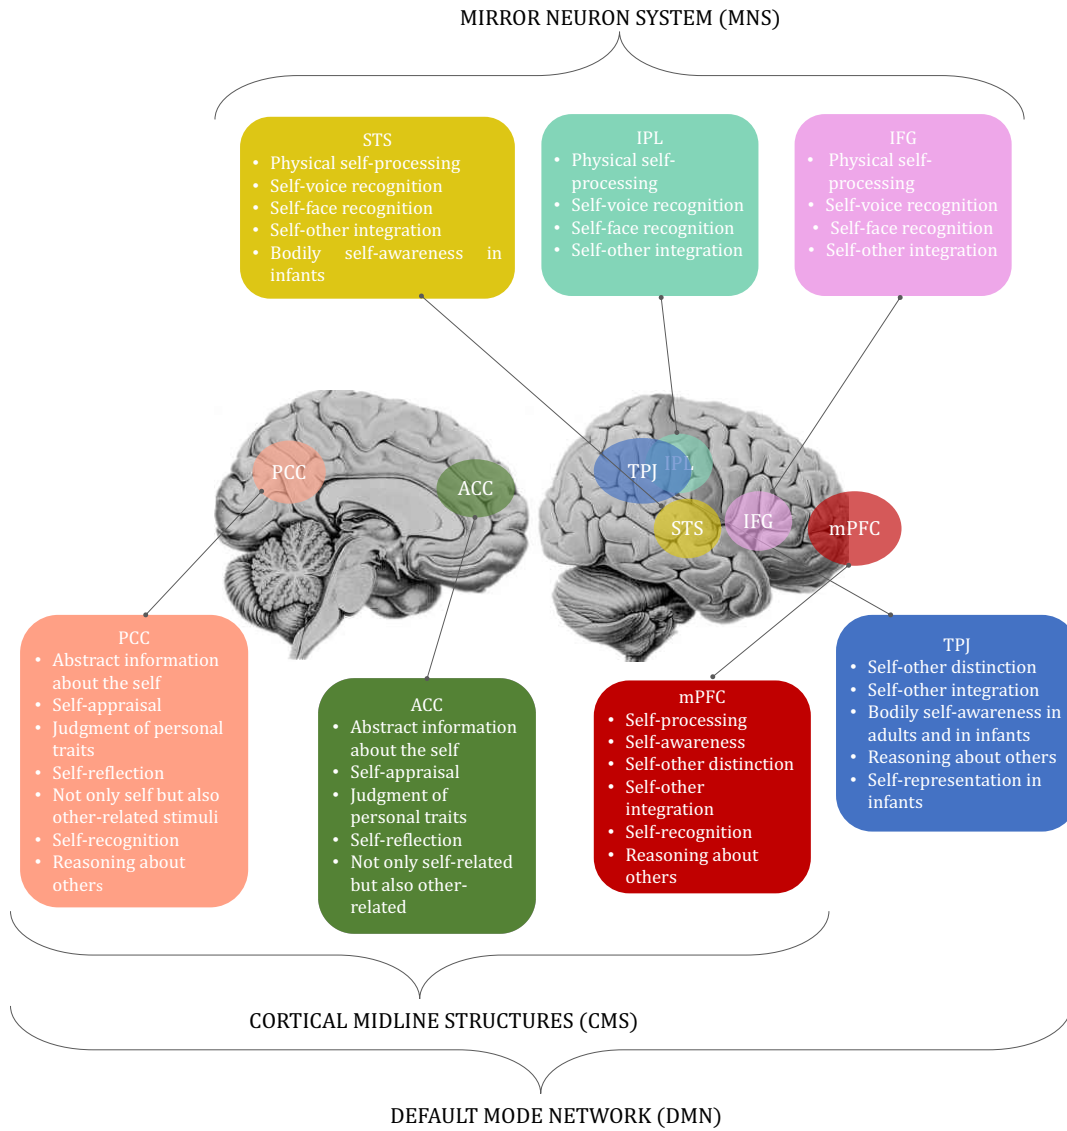 MIRROR NEURON SYSTEM (MNS)
STS
• Physical self-processing
• Self-voice recognition
• Self-face recognition
• Self-other integration
• Bodily self-awareness in
infants
IPL
• Physical self-
processing
• Self-voice recognition
• Self-face recognition
• Self-other integration
IFG
• Physical self-
processing
• Self-voice recognition
• Self-face recognition
• Self-other integration
PCC
ACC
TPJ
IPL
STS
IFG
mPFC
PCC
• Abstract information
about the self
• Self-appraisal
• Judgment of personal
traits
• Self-reflection
• Not only self but also
other-related stimuli
• Self-recognition
• Reasoning about
others
ACC
• Abstract information
about the self
• Self-appraisal
• Judgment of
personal traits
• Self-reflection
• Not only self-related
but also other-
related
mPFC
• Self-processing
• Self-awareness
• Self-other distinction
• Self-other
integration
• Self-recognition
• Reasoning about
others
TPJ
• Self-other distinction
• Self-other integration
• Bodily self-awareness in
adults and in infants
• Reasoning about others
• Self-representation in
infants
CORTICAL MIDLINE STRUCTURES (CMS)
DEFAULT MODE NETWORK (DMN)